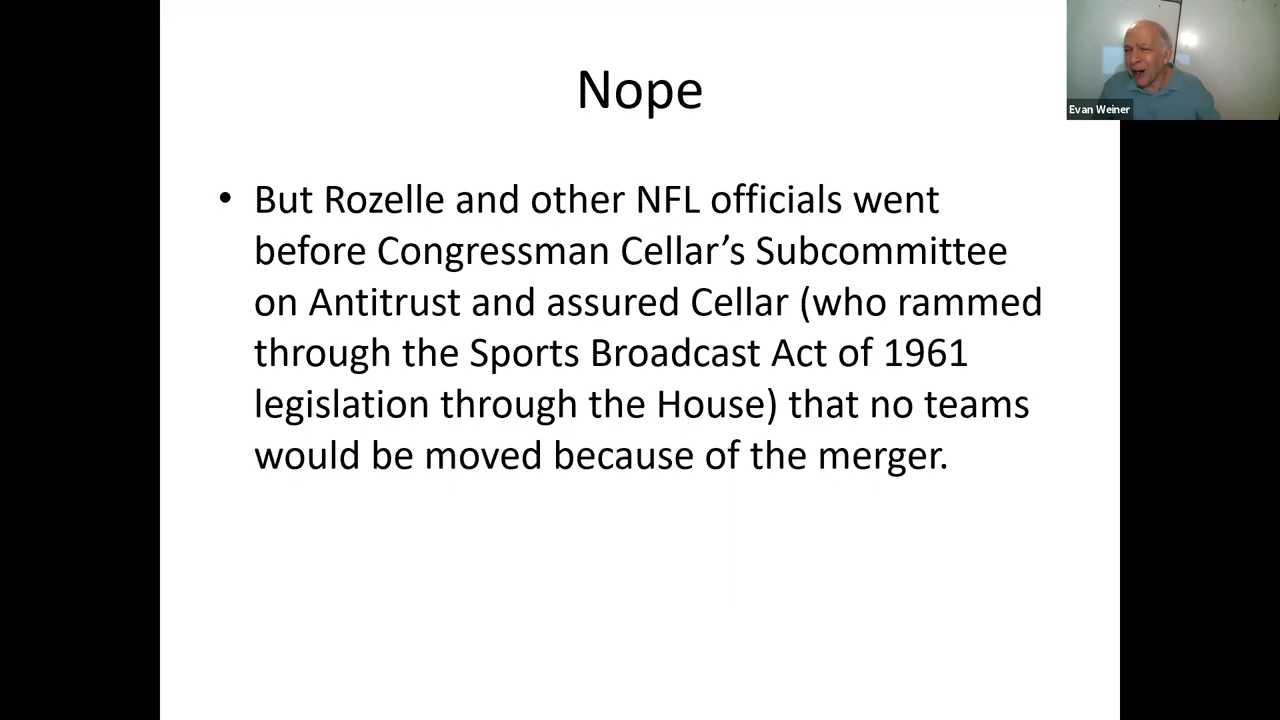 Nope
Evan Weiner
• But Rozelle and other NFL officials went
before Congressman Cellar’s Subcommittee
on Antitrust and assured Cellar (who rammed
through the Sports Broadcast Act of 1961
legislation through the House) that no teams
would be moved because of the merger.